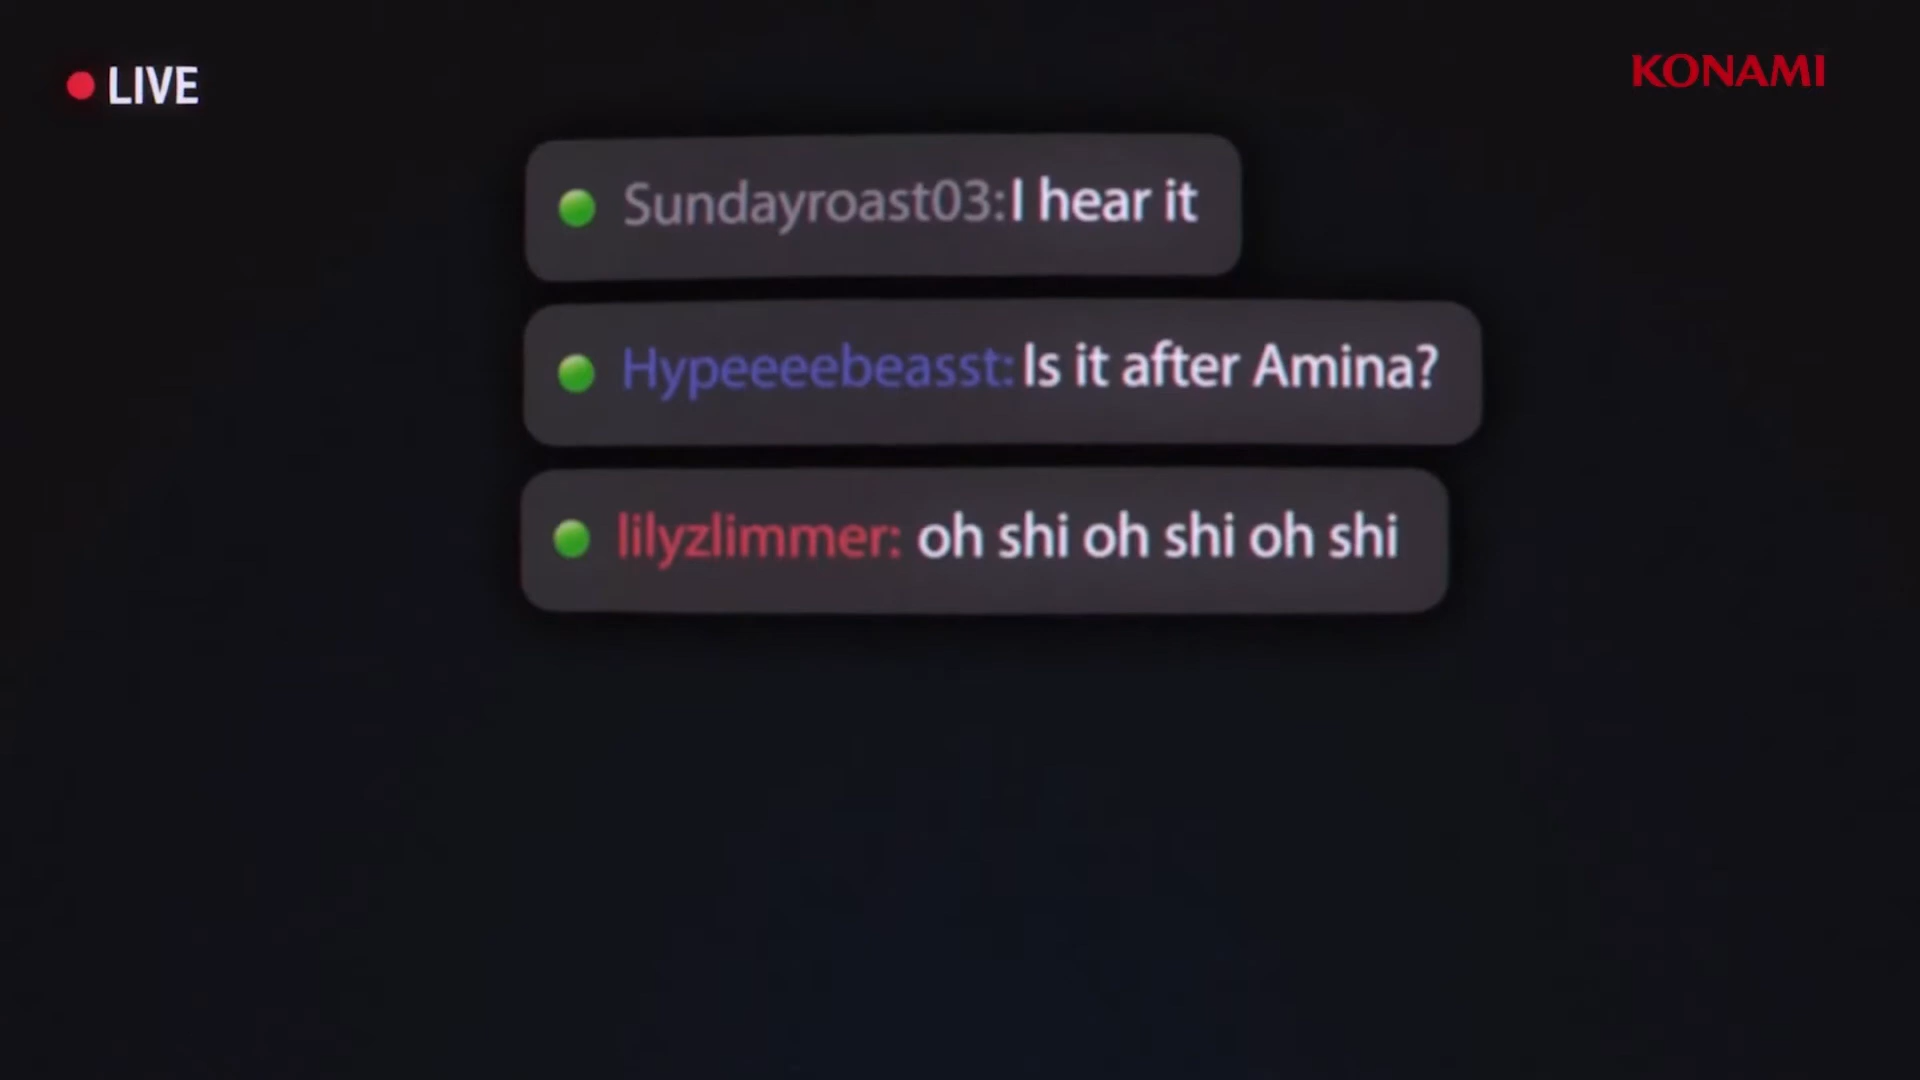 LIVE
KONAMI
Sundayroast03: I hear it
Hypeeeebeasst: Is it after Amina?
lilyzlimmer: oh shi oh shi oh shi